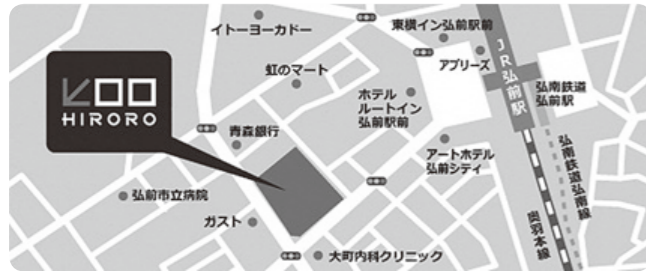 イトーヨーカドー
東横イン弘前駅前
アプリーズ
JR弘前駅
弘南鉄道
弘前駅
虹のマート
ホテル
ルートイン
弘前駅前
HIRORO
青森銀行
アートホテル
弘前シティ
弘南鉄道弘南線
弘前市立病院
ガスト
奥羽本線
大町内科クリニック